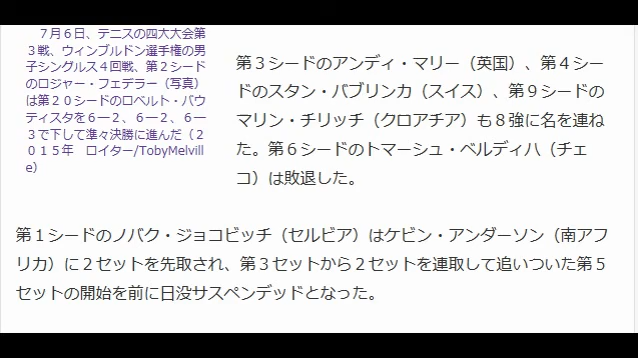 ７月６日、テニスの四大大会第
３戦、ウィンブルドン選手権の男
子シングルス４回戦、第２シード
のロジャー・フェデラー（写真）
は第２０シードのロベルト・バウ
ティスタを６―２、６―２、６―
３で下して準々決勝に進んだ（２
０１５年　ロイター/TobyMelvill
e）
第３シードのアンディ・マリー（英国）、第４シー
ドのスタン・バブリンカ（スイス）、第９シードの
マリン・チリッチ（クロアチア）も８強に名を連ね
た。第６シードのトマーシュ・ベルディハ（チェ
コ）は敗退した。
第１シードのノバク・ジョコビッチ（セルビア）はケビン・アンダーソン（南アフ
リカ）に２セットを先取され、第３セットから２セットを連取して追いついた第５
セットの開始を前に日没サスペンデッドとなった。